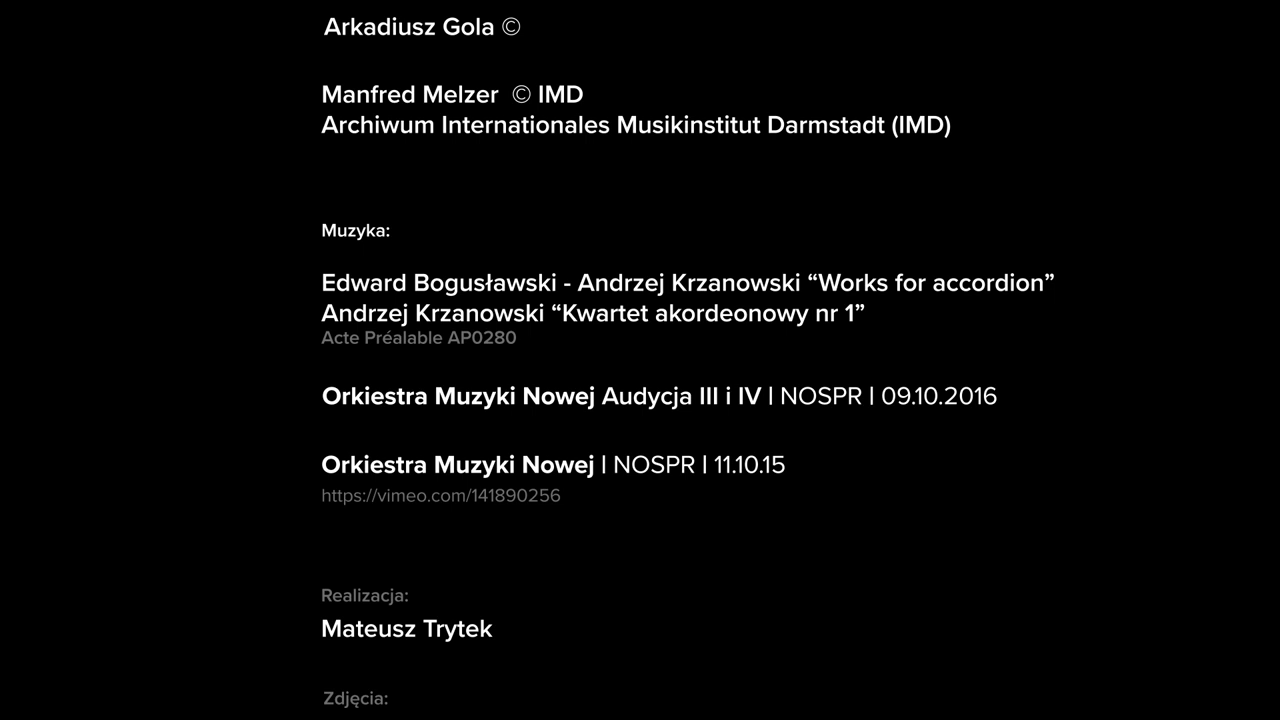 Arkadiusz Gola ©
Manfred Melzer © IMD
Archiwum Internationales Musikinstitut Darmstadt (IMD)
Muzyka:
Edward Bogusławski - Andrzej Krzanowski “Works for accordion”
Andrzej Krzanowski “Kwartet akordeonowy nr 1”
Acte Préalable AP0280
Orkiestra Muzyki Nowej Audycja III i IV | NOSPR | 09.10.2016
Orkiestra Muzyki Nowej | NOSPR | 11.10.15
https://vimeo.com/141890256
Realizacja:
Mateusz Trytek
Zdjęcia: